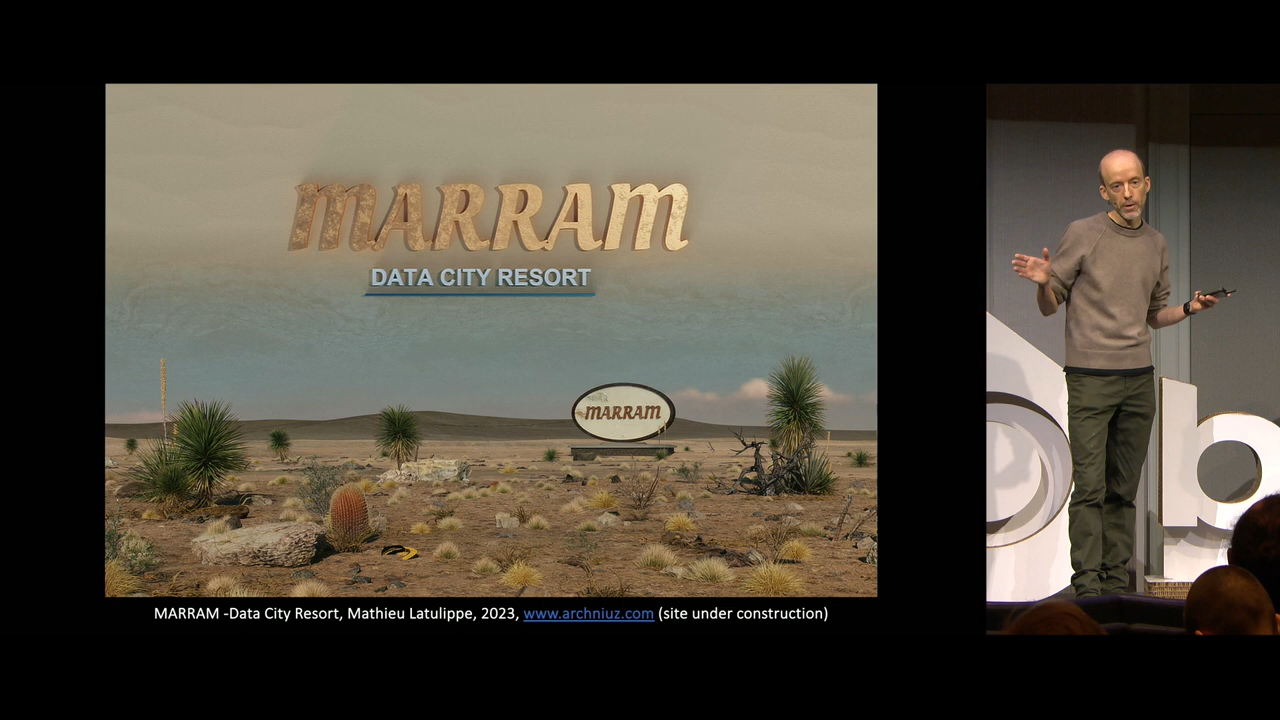 MARRAM
DATA CITY RESORT
MARRAM
MARRAM -Data City Resort, Mathieu Latulippe, 2023, www.archniuz.com (site under construction)